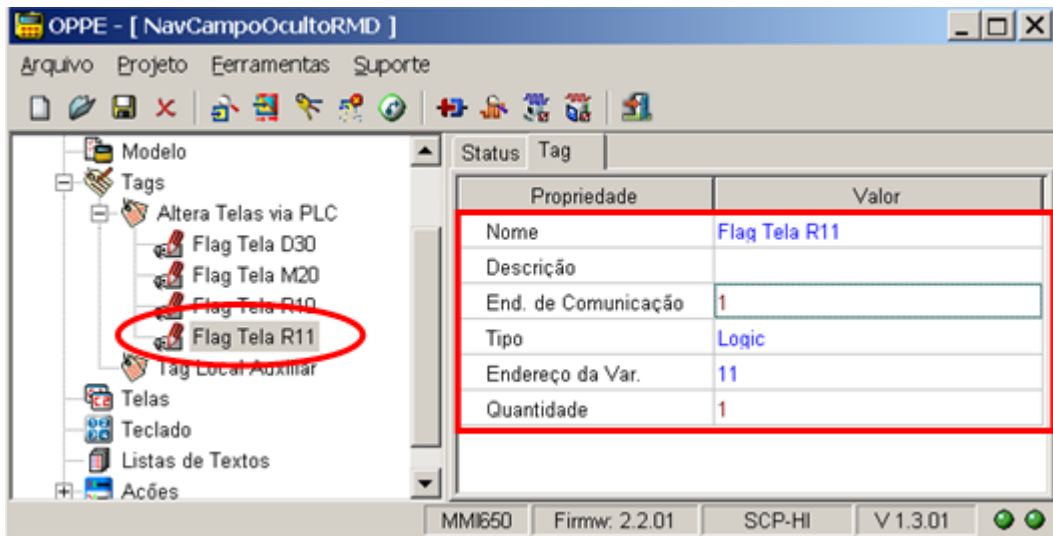 OPPE - [ NavCampoOcultoRMD ]
Arquivo Projeto Ferramentas Suporte
Modelo
Tags
Altera Telas via PLC
Flag Tela D30
Flag Tela M20
Flag Tela R10
Flag Tela R11
Tag Local Auxiliar
Telas
Teclado
Listas de Textos
Ações
Status Tag
Propriedade Valor
Nome Flag Tela R11
Descrição
End. de Comunicação 1
Tipo Logic
Endereço da Var. 11
Quantidade 1
MMI650 Firmw: 2.2.01 SCP-HI V 1.3.01